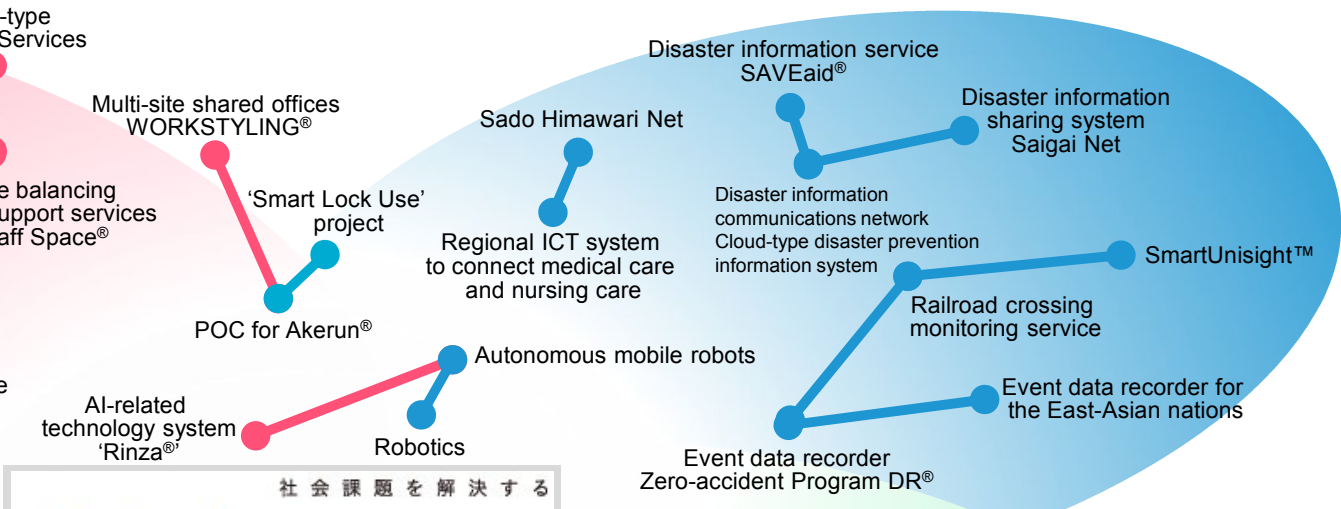 -type
Services
Multi-site shared offices
WORKSTYLING®
e balancing
upport services
aff Space®
'Smart Lock Use'
project
POC for Akerun®
Sado Himawari Net
Regional ICT system
to connect medical care
and nursing care
Disaster information service
SAVEaid®
Disaster information
sharing system
Saigai Net
Disaster information
communications network
Cloud-type disaster prevention
information system
SmartUnisight™
Railroad crossing
monitoring service
Autonomous mobile robots
Robotics
e
AI-related
technology system
'Rinza®'
Event data recorder for
the East-Asian nations
Event data recorder
Zero-accident Program DR®
社会課題を解決する